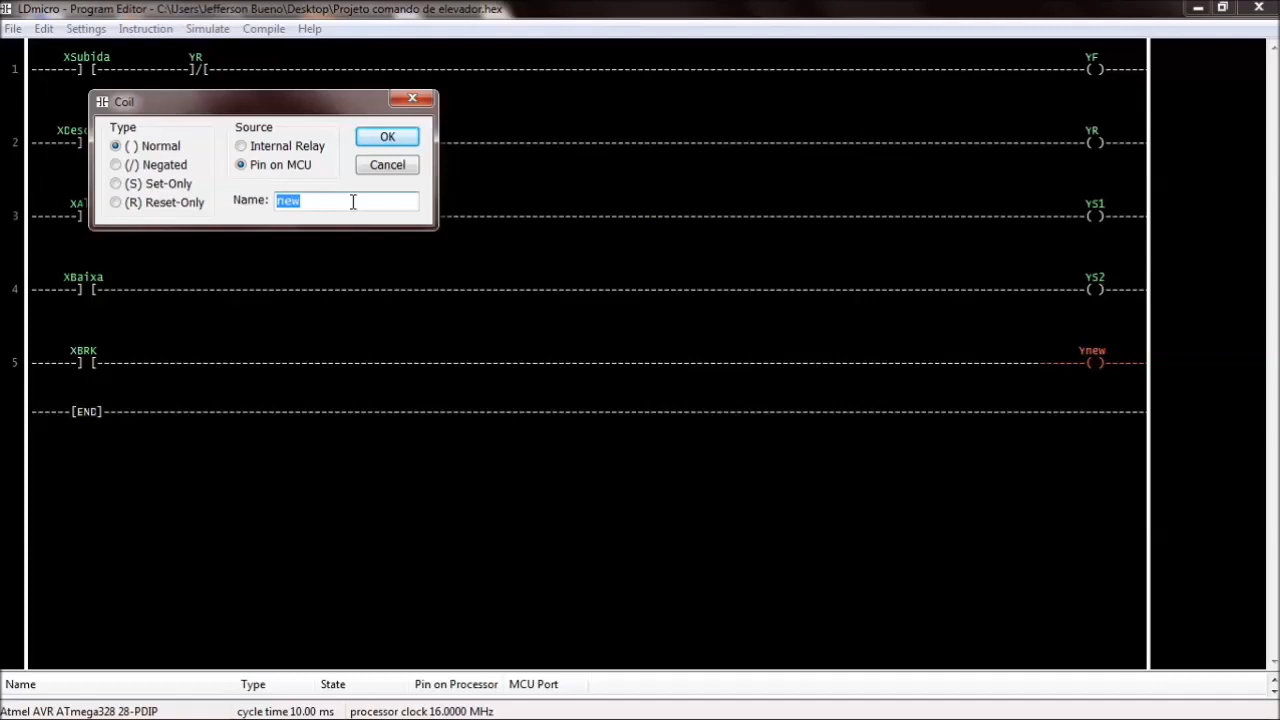 LDmicro - Program Editor - C:\Users\Jefferson Bueno\Desktop\Projeto comando de elevador.hex
File Edit Settings Instruction Simulate Compile Help
XSubida YR YF
1 ] [ ]/[ ( )
Coil
Type Source
( ) Normal Internal Relay OK
(/) Negated Pin on MCU Cancel
(S) Set-Only
(R) Reset-Only Name: new
YR
2 ] ( )
YS1
3 ] ( )
XBaixa YS2
4 ] [ ( )
XBRK Ynew
5 ] [ ( )
[END]
Name Type State Pin on Processor MCU Port
Atmel AVR ATmega328 28-PDIP cycle time 10.00 ms processor clock 16.0000 MHz